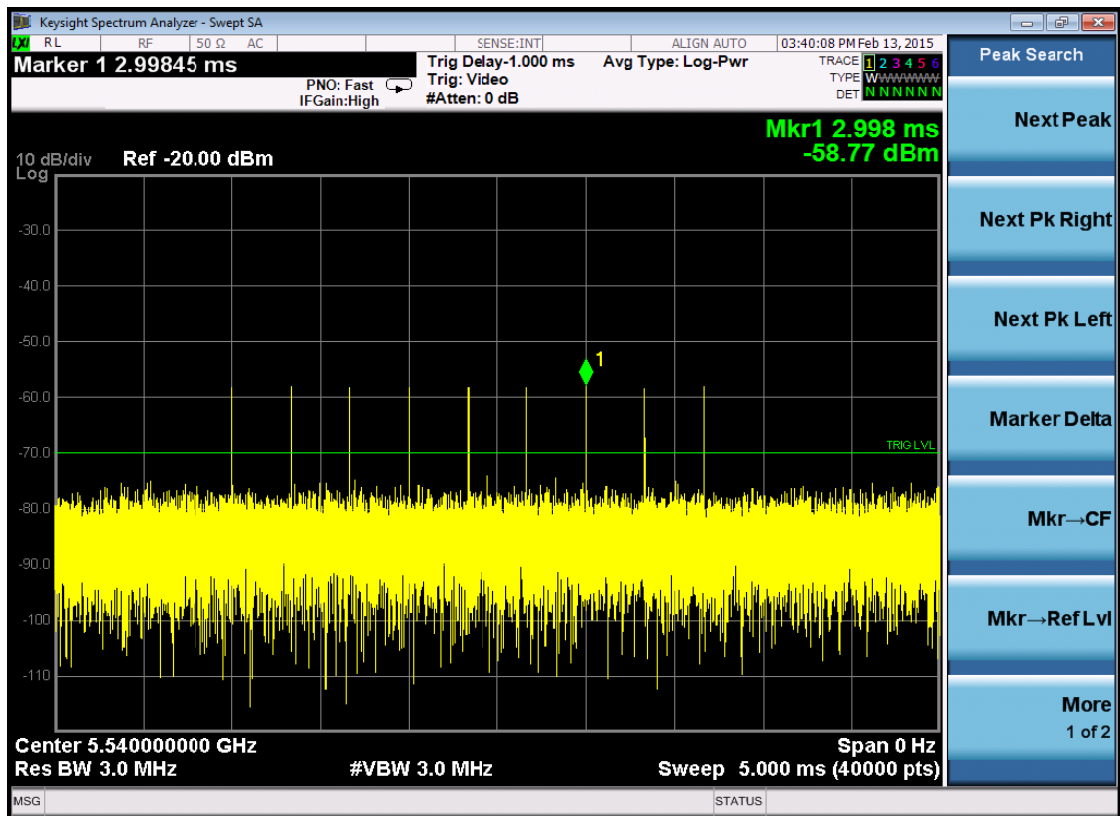 Keysight Spectrum Analyzer - Swept SA
LXI RL RF 50 Ω AC SENSE:INT ALIGN AUTO 03:40:08 PM Feb 13, 2015
Marker 1 2.99845 ms
PNO: Fast
IFGain:High
Trig Delay-1.000 ms
Trig: Video
#Atten: 0 dB
Avg Type: Log-Pwr
TRACE 1 2 3 4 5 6
TYPE WWWWWW
DET N N N N N N
Mkr1 2.998 ms
-58.77 dBm
10 dB/div Ref -20.00 dBm
Log
-30.0
-40.0
-50.0
1
-60.0
-70.0
TRIG LVL
-80.0
-90.0
-100
-110
Center 5.540000000 GHz
Span 0 Hz
Res BW 3.0 MHz #VBW 3.0 MHz Sweep 5.000 ms (40000 pts)
MSG STATUS
Peak Search
Next Peak
Next Pk Right
Next Pk Left
Marker Delta
Mkr→CF
Mkr→Ref Lvl
More
1 of 2